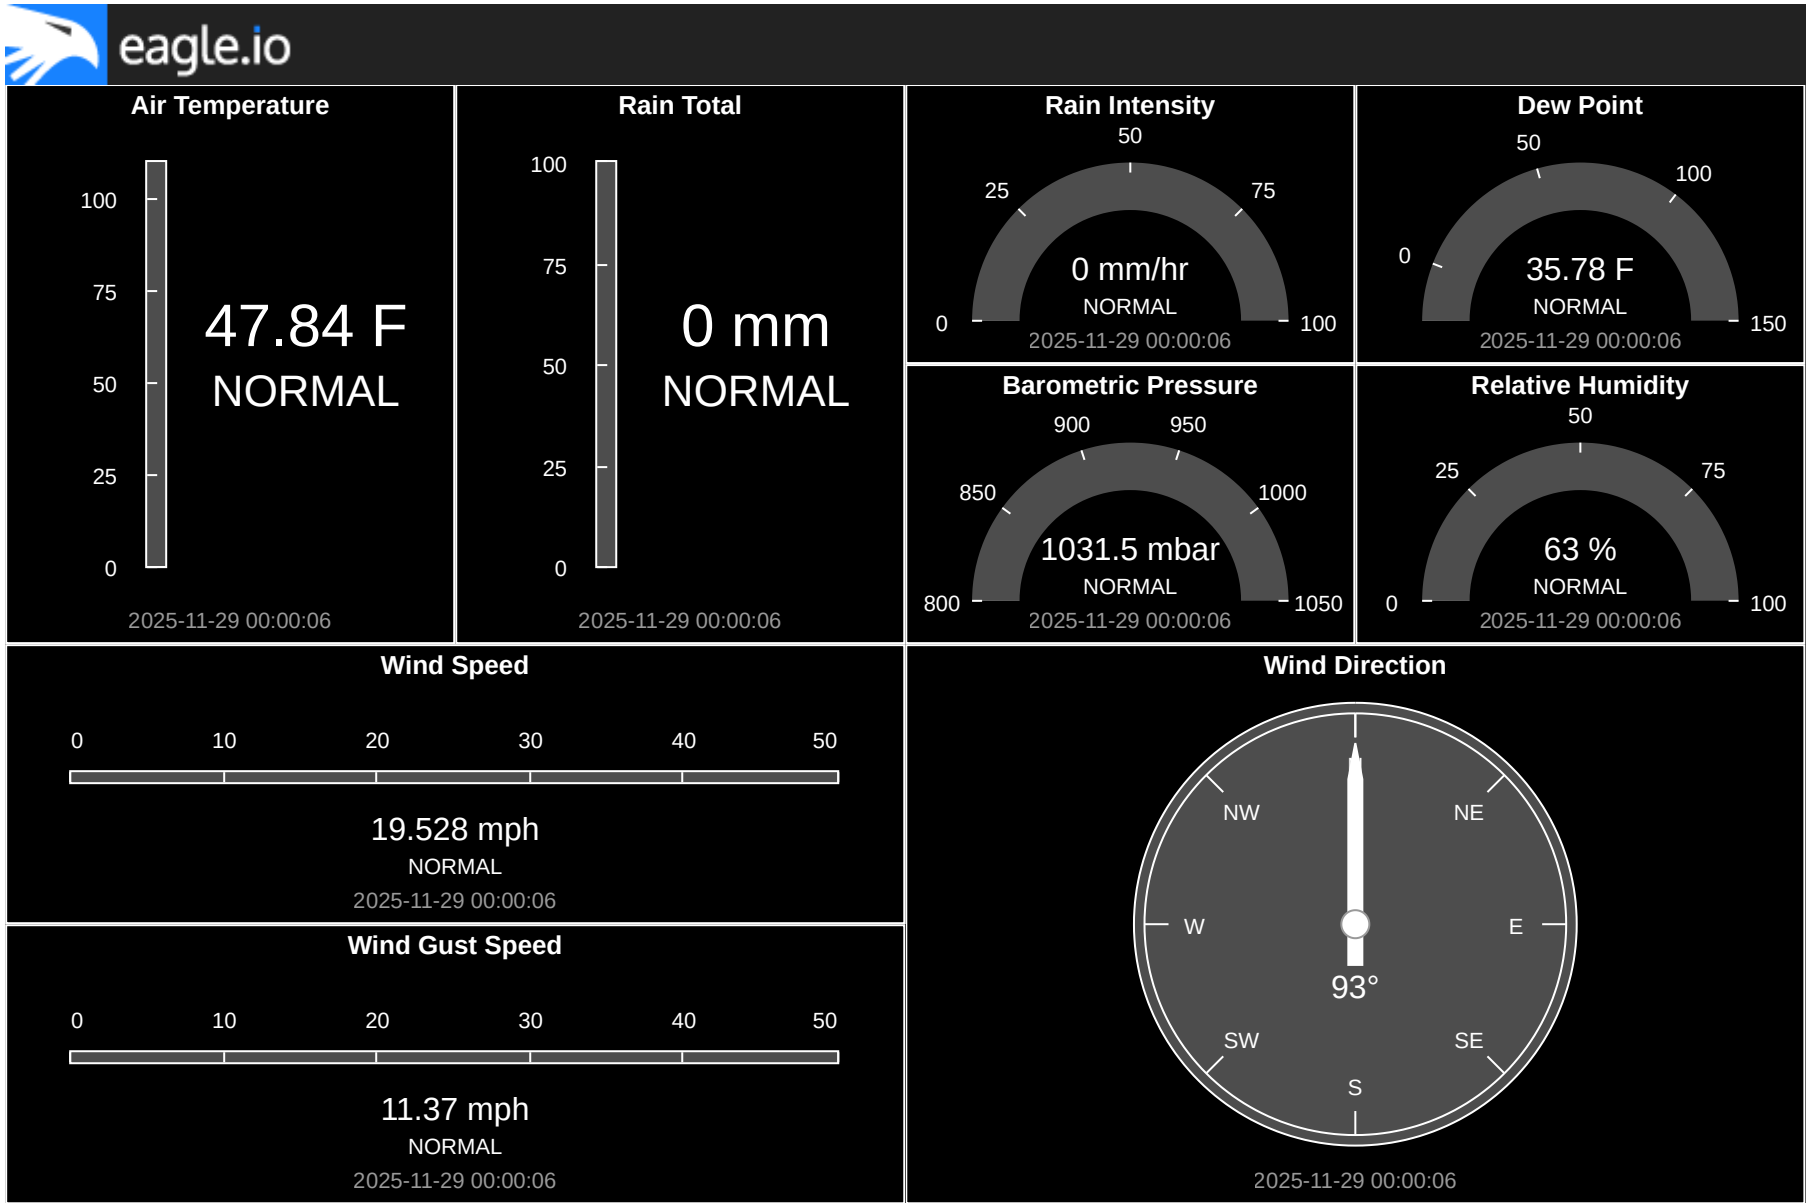 eagle.io
Air Temperature
100
75
50
25
0
47.84 F
NORMAL
2025-11-29 00:00:06
Rain Total
100
75
50
25
0
0 mm
NORMAL
2025-11-29 00:00:06
Rain Intensity
0
25
50
75
100
0 mm/hr
NORMAL
2025-11-29 00:00:06
Dew Point
0
50
100
150
35.78 F
NORMAL
2025-11-29 00:00:06
Barometric Pressure
800
850
900
950
1000
1050
1031.5 mbar
NORMAL
2025-11-29 00:00:06
Relative Humidity
0
25
50
75
100
63 %
NORMAL
2025-11-29 00:00:06
Wind Speed
0 10 20 30 40 50
19.528 mph
NORMAL
2025-11-29 00:00:06
Wind Gust Speed
0 10 20 30 40 50
11.37 mph
NORMAL
2025-11-29 00:00:06
Wind Direction
NW NE
W E
93°
SW SE
S
2025-11-29 00:00:06